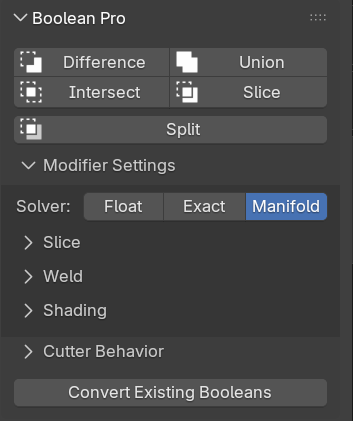 Boolean Pro
Difference Union
Intersect Slice
Split
Modifier Settings
Solver: Float Exact Manifold
Slice
Weld
Shading
Cutter Behavior
Convert Existing Booleans